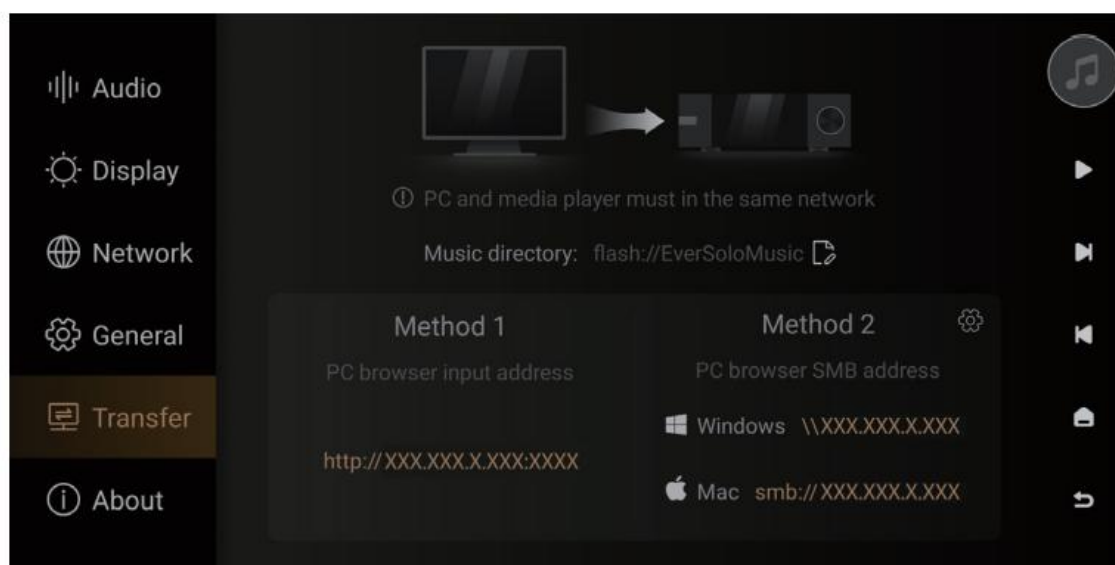 Audio
Display
Network
General
Transfer
About
PC and media player must in the same network
Music directory: flash://EverSoloMusic
Method 1
PC browser input address
http://XXX.XXX.X.XXX:XXXX
Method 2
PC browser SMB address
Windows \\XXX.XXX.X.XXX
Mac smb://XXX.XXX.X.XXX